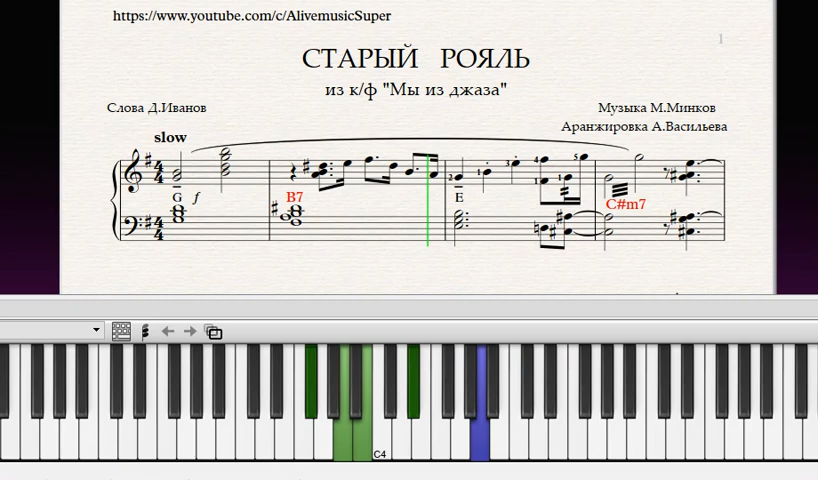 https://www.youtube.com/c/AlivemusicSuper
1
СТАРЫЙ РОЯЛЬ
из к/ф "Мы из джаза"
Слова Д.Иванов
Музыка М.Минков
Аранжировка А.Васильева
slow
G f B7 E C#m7
C4